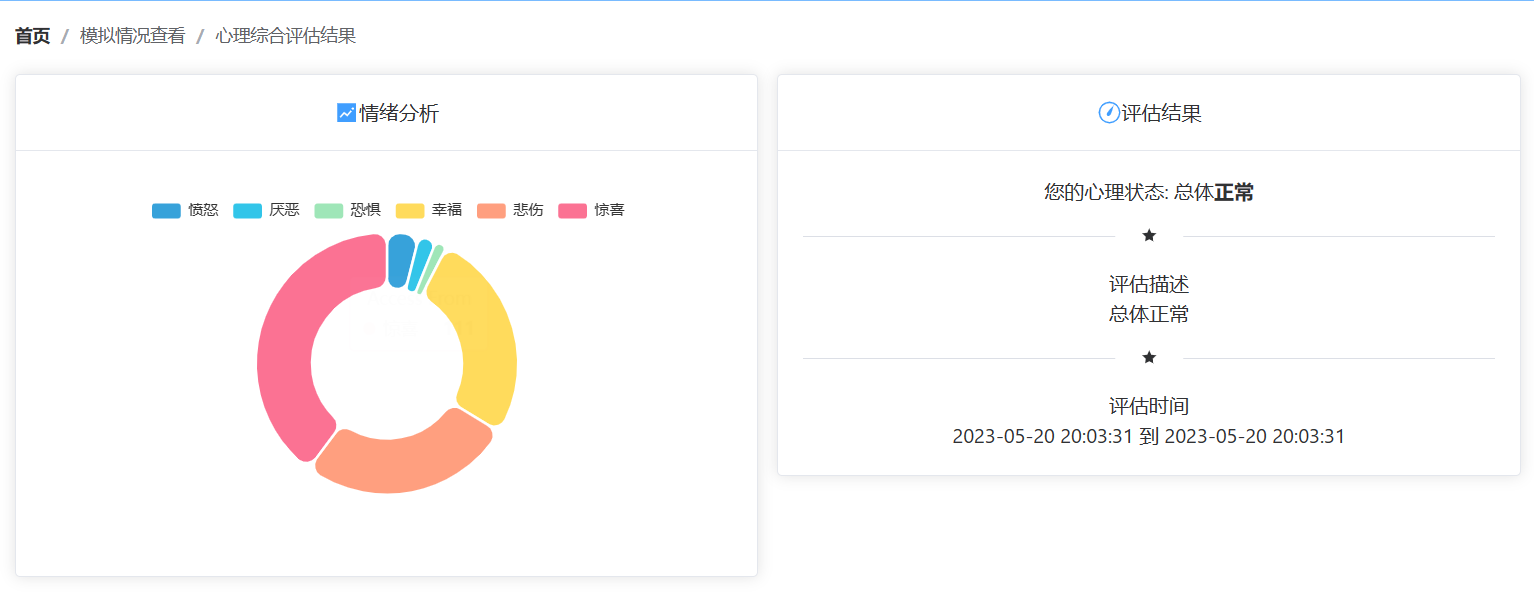 首页 / 模拟情况查看 / 心理综合评估结果
情绪分析
愤怒 厌恶 恐惧 幸福 悲伤 惊喜
评估结果
您的心理状态: 总体正常
评估描述
总体正常
评估时间
2023-05-20 20:03:31 到 2023-05-20 20:03:31